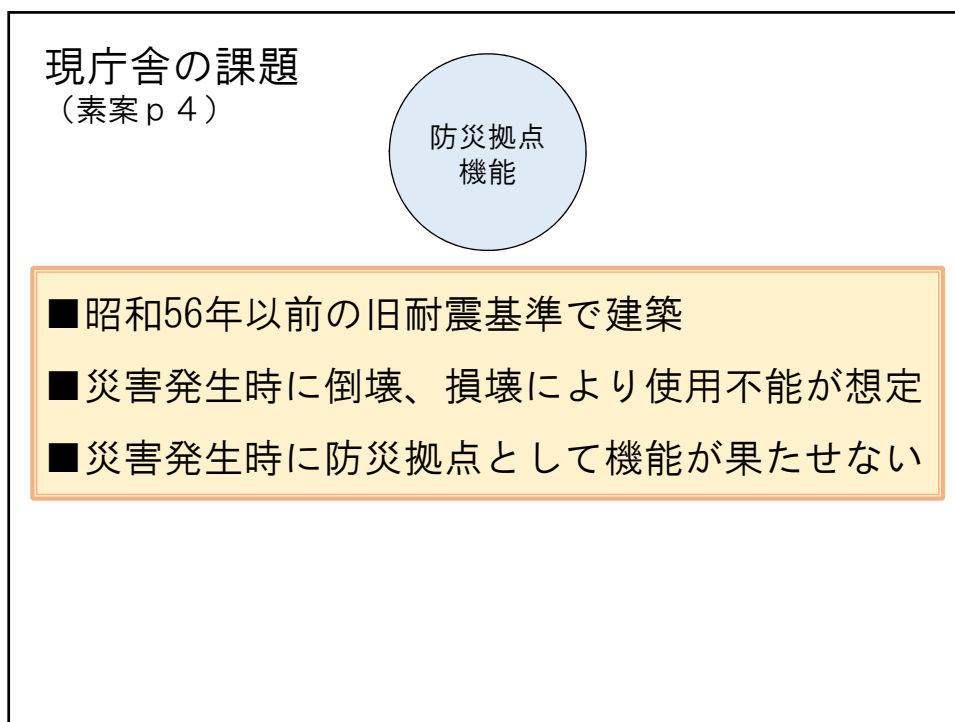 現庁舎の課題
（素案ｐ４）
防災拠点
機能
■昭和56年以前の旧耐震基準で建築
■災害発生時に倒壊、損壊により使用不能が想定
■災害発生時に防災拠点として機能が果たせない